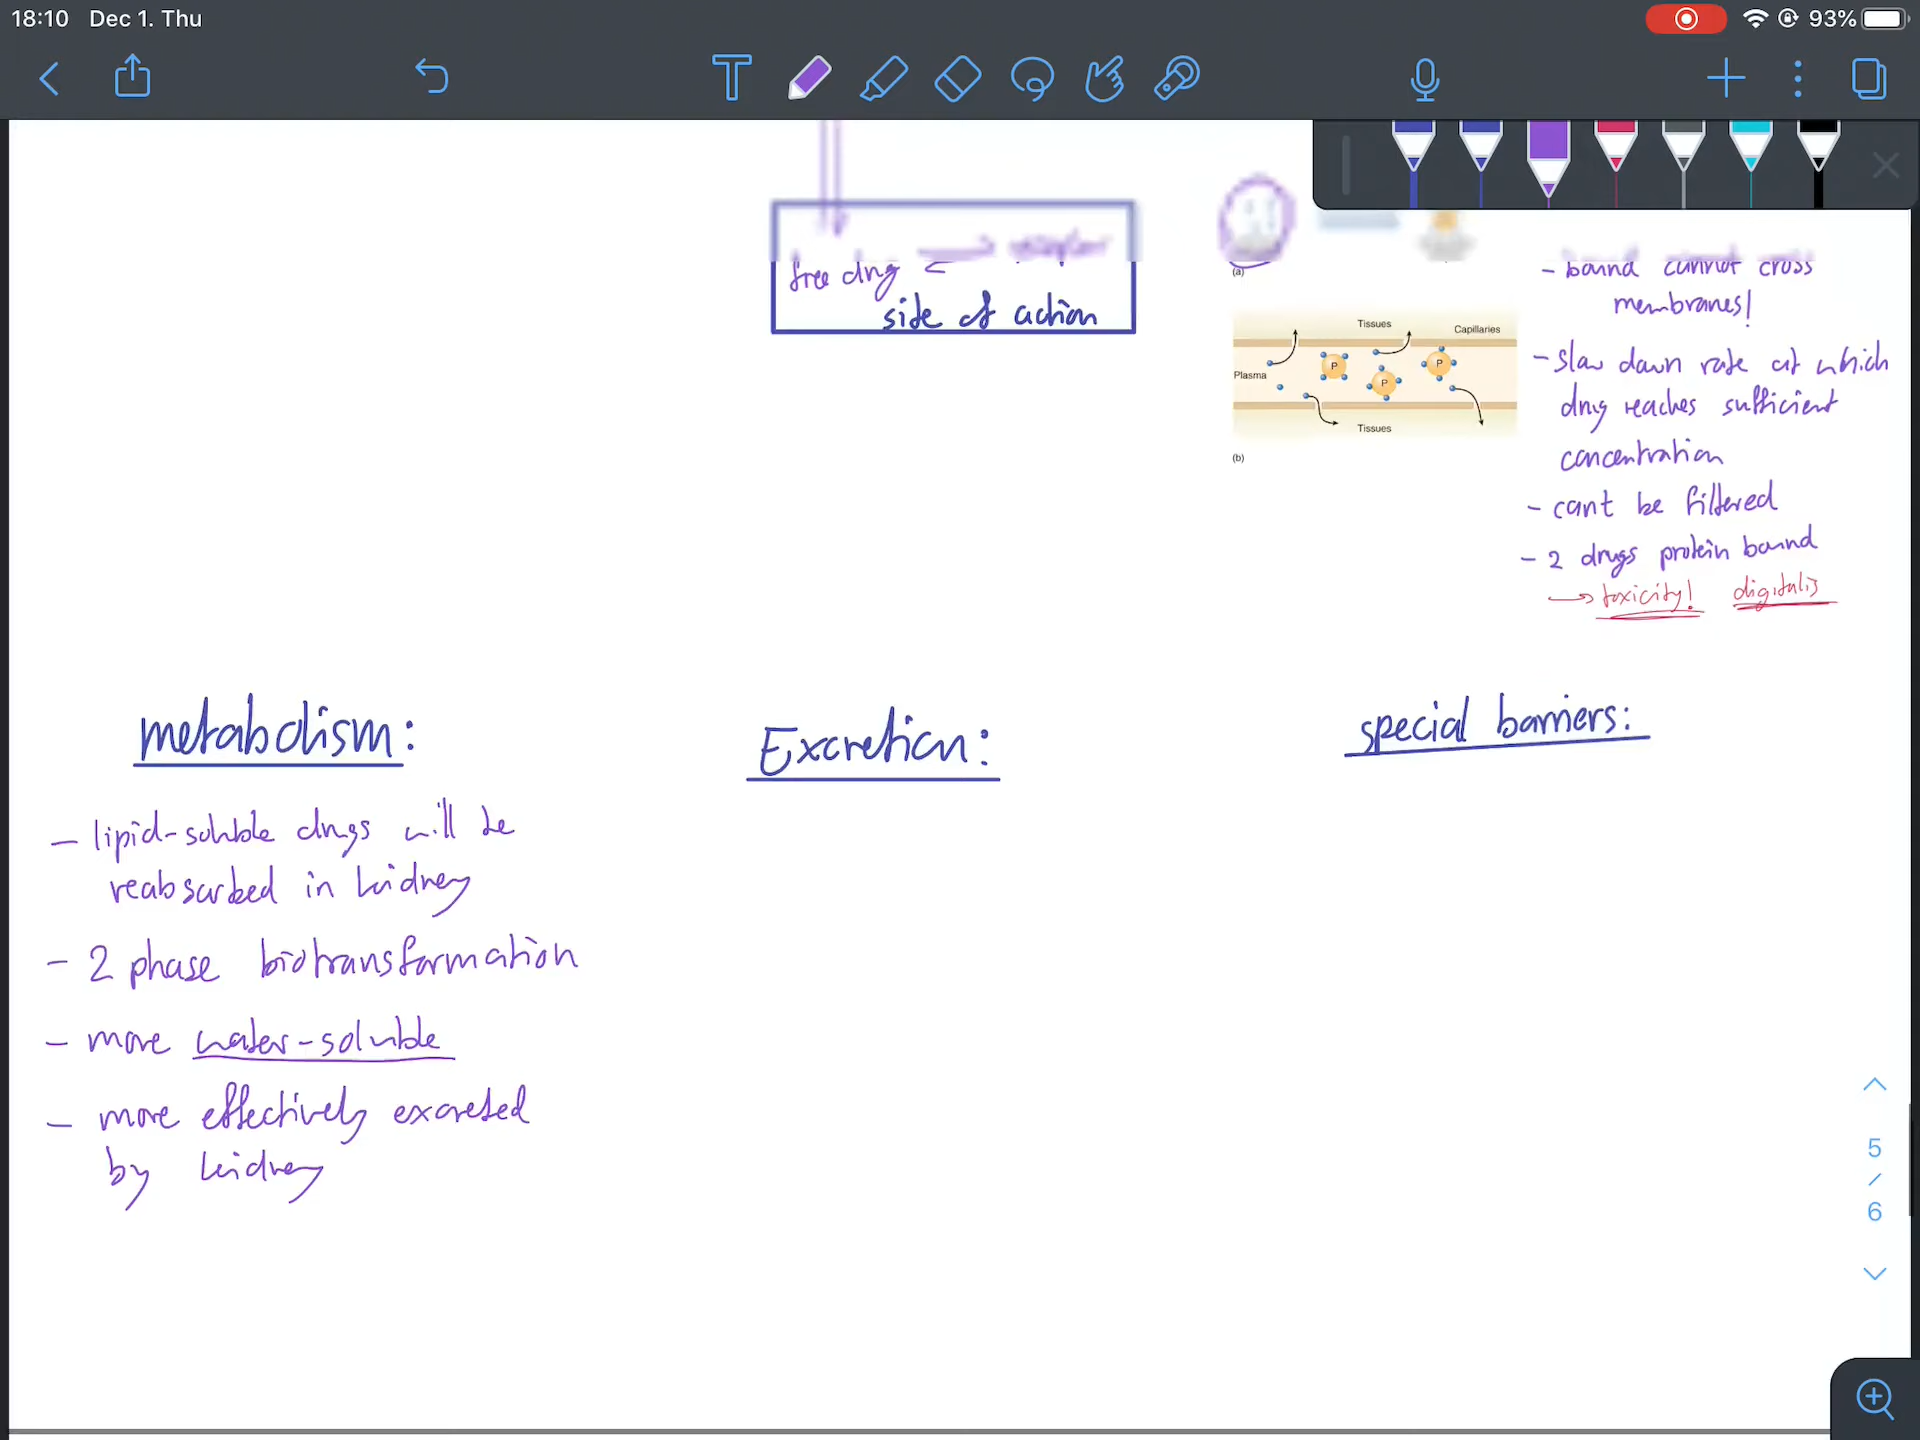 18:10 Dec 1. Thu
93%
free drug
side of action
(a)
Tissues
Capillaries
Plasma
P
P
P
Tissues
(b)
- bound cannot cross
membranes!
- slow down rate at which
drug reaches sufficient
concentration
- cant be filtered
- 2 drugs protein bound
→ toxicity! digitalis
metabolism:
- lipid-soluble drugs will be
reabsorbed in kidney
- 2 phase biotransformation
- more water-soluble
- more effectively excreted
by kidney
Excretion:
special barriers:
5
/
6